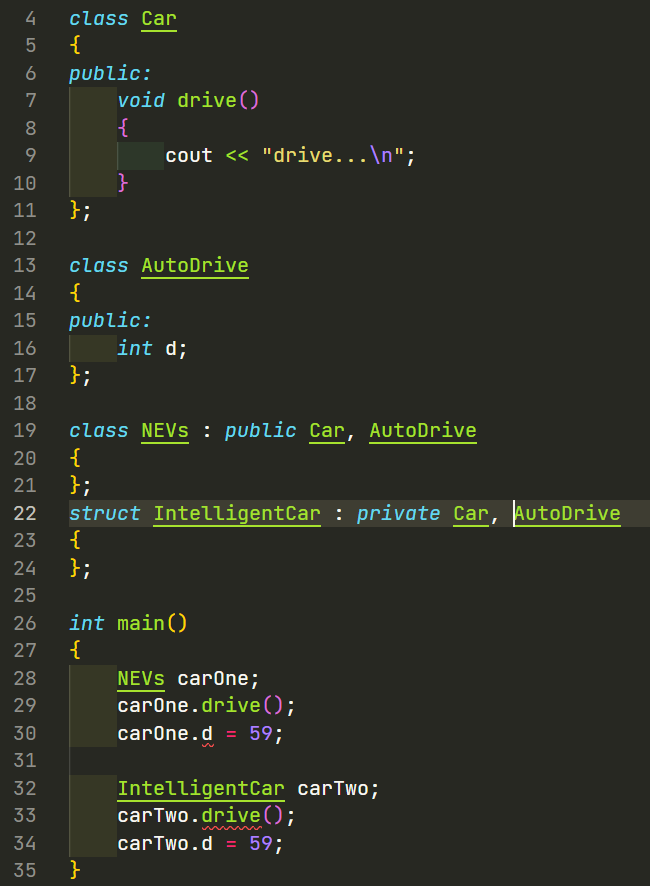 4 class Car
5 {
6 public:
7     void drive()
8     {
9         cout << "drive...\n";
10     }
11 };
12
13 class AutoDrive
14 {
15 public:
16     int d;
17 };
18
19 class NEVs : public Car, AutoDrive
20 {
21 };
22 struct IntelligentCar : private Car, AutoDrive
23 {
24 };
25
26 int main()
27 {
28     NEVs carOne;
29     carOne.drive();
30     carOne.d = 59;
31
32     IntelligentCar carTwo;
33     carTwo.drive();
34     carTwo.d = 59;
35 }